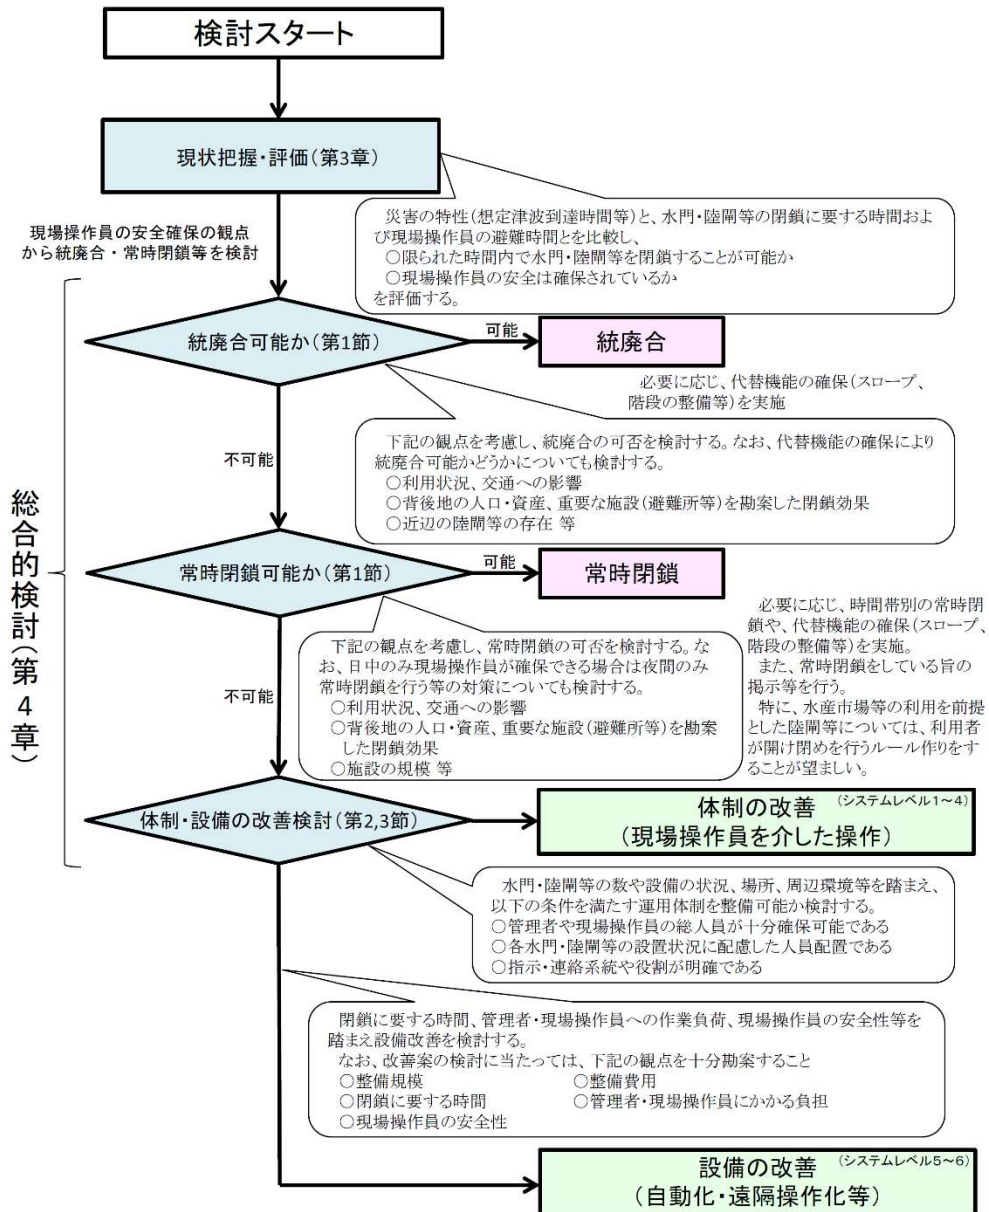 検討スタート
現状把握・評価(第3章)
災害の特性(想定津波到達時間等)と、水門・陸閘等の閉鎖に要する時間およ
び現場操作員の避難時間とを比較し、
○限られた時間内で水門・陸閘等を閉鎖することが可能か
○現場操作員の安全は確保されているか
を評価する。
現場操作員の安全確保の観点
から統廃合・常時閉鎖等を検討
総合的検討(第4章)
統廃合可能か(第1節)
可能
統廃合
必要に応じ、代替機能の確保(スロープ、
階段の整備等)を実施
下記の観点を考慮し、統廃合の可否を検討する。なお、代替機能の確保により
統廃合可能かどうかについても検討する。
○利用状況、交通への影響
○背後地の人口・資産、重要な施設(避難所等)を勘案した閉鎖効果
○近辺の陸閘等の存在 等
不可能
常時閉鎖可能か(第1節)
可能
常時閉鎖
必要に応じ、時間帯別の常時閉
鎖や、代替機能の確保(スロープ、
階段の整備等)を実施。
また、常時閉鎖をしている旨の
掲示等を行う。
特に、水産市場等の利用を前提
とした陸閘等については、利用者
が開け閉めを行うルール作りをす
ることが望ましい。
下記の観点を考慮し、常時閉鎖の可否を検討する。な
お、日中のみ現場操作員が確保できる場合は夜間のみ
常時閉鎖を行う等の対策についても検討する。
○利用状況、交通への影響
○背後地の人口・資産、重要な施設(避難所等)を勘案
した閉鎖効果
○施設の規模 等
不可能
体制・設備の改善検討(第2,3節)
体制の改善 (システムレベル1~4)
(現場操作員を介した操作)
水門・陸閘等の数や設備の状況、場所、周辺環境等を踏まえ、
以下の条件を満たす運用体制を整備可能か検討する。
○管理者や現場操作員の総人員が十分確保可能である
○各水門・陸閘等の設置状況に配慮した人員配置である
○指示・連絡系統や役割が明確である
閉鎖に要する時間、管理者・現場操作員への作業負荷、現場操作員の安全性等を
踏まえ設備改善を検討する。
なお、改善案の検討に当たっては、下記の観点を十分勘案すること
○整備規模 ○整備費用
○閉鎖に要する時間 ○管理者・現場操作員にかかる負担
○現場操作員の安全性
設備の改善 (システムレベル5~6)
(自動化・遠隔操作化等)